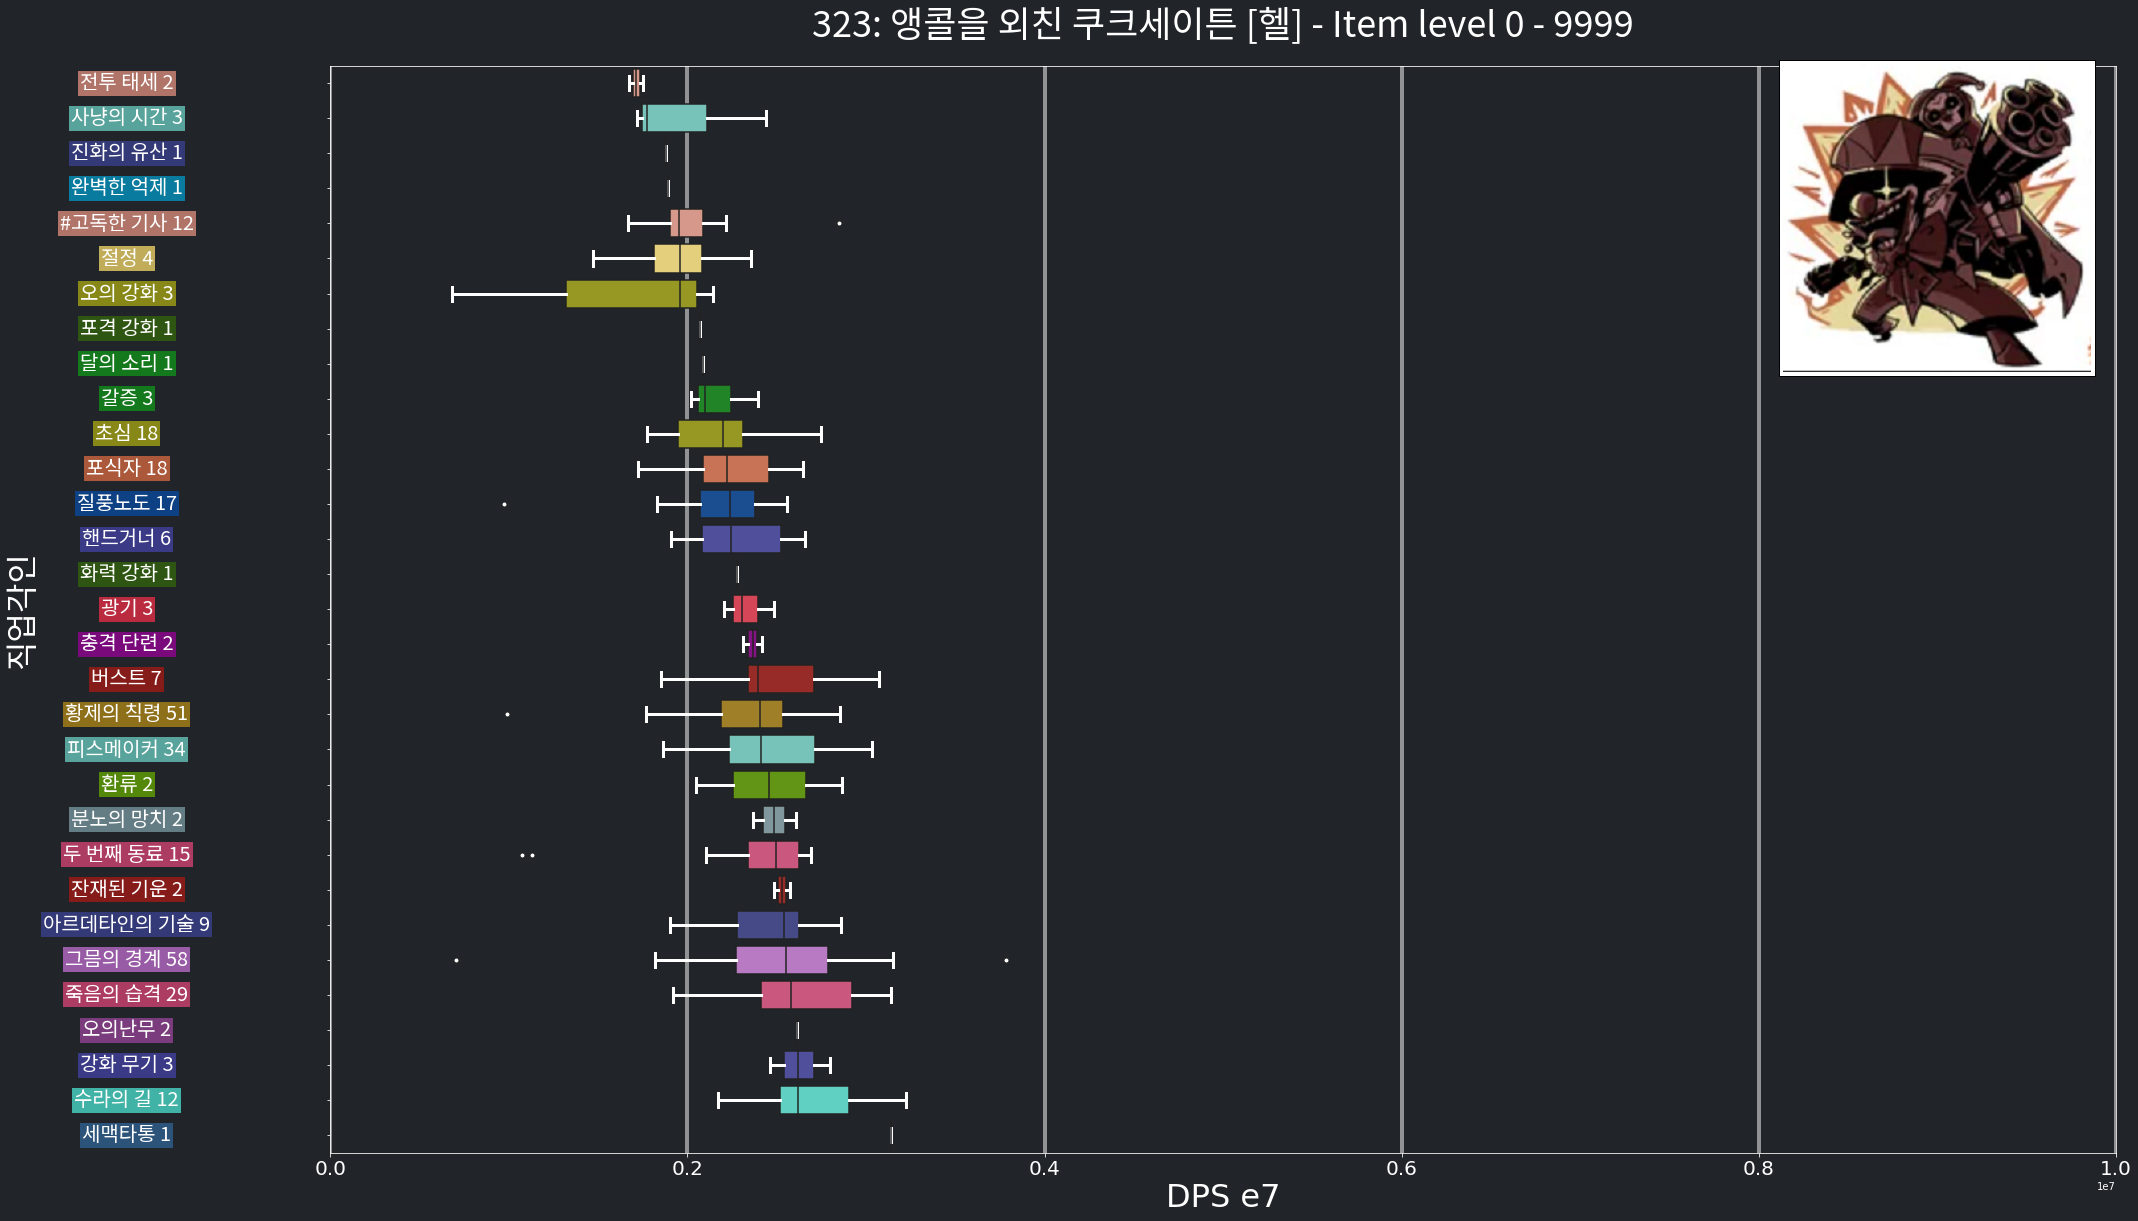 323: 앵콜을 외친 쿠크세이튼 [헬] - Item level 0 - 9999
전투 태세 2
사냥의 시간 3
진화의 유산 1
완벽한 억제 1
#고독한 기사 12
절정 4
오의 강화 3
포격 강화 1
달의 소리 1
갈증 3
초심 18
포식자 18
질풍노도 17
핸드거너 6
화력 강화 1
광기 3
충격 단련 2
버스트 7
황제의 칙령 51
피스메이커 34
환류 2
분노의 망치 2
두 번째 동료 15
잔재된 기운 2
아르데타인의 기술 9
그믐의 경계 58
죽음의 습격 29
오의난무 2
강화 무기 3
수라의 길 12
세맥타통 1
직업각인
0.0 0.2 0.4 0.6 0.8 1.0
1e7
DPS e7